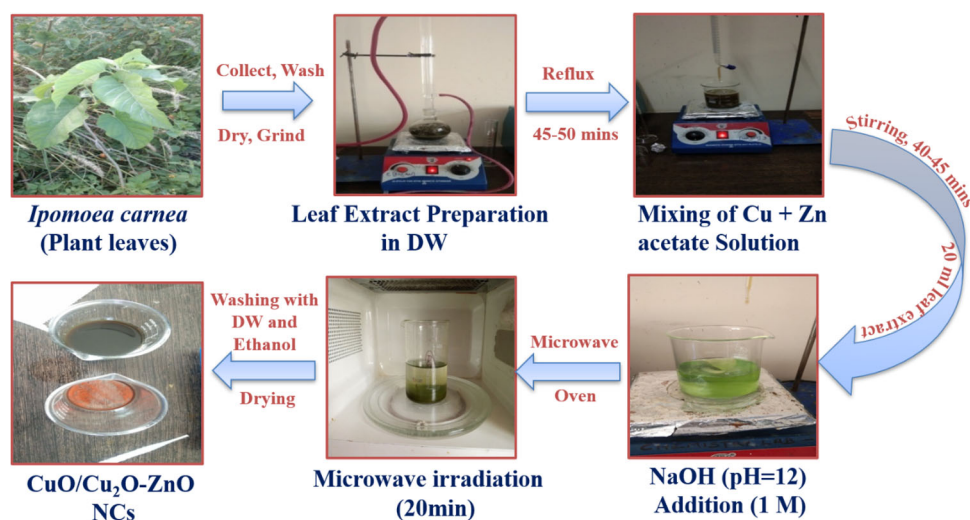 Collect, Wash
Dry, Grind
Reflux
45-50 mins
Stirring, 40-45 mins
20 ml leaf extract
Ipomoea carnea
(Plant leaves)
Leaf Extract Preparation
in DW
Mixing of Cu + Zn
acetate Solution
Washing with
DW and
Ethanol
Drying
Microwave
Oven
CuO/Cu₂O-ZnO
NCs
Microwave irradiation
(20min)
NaOH (pH=12)
Addition (1 M)